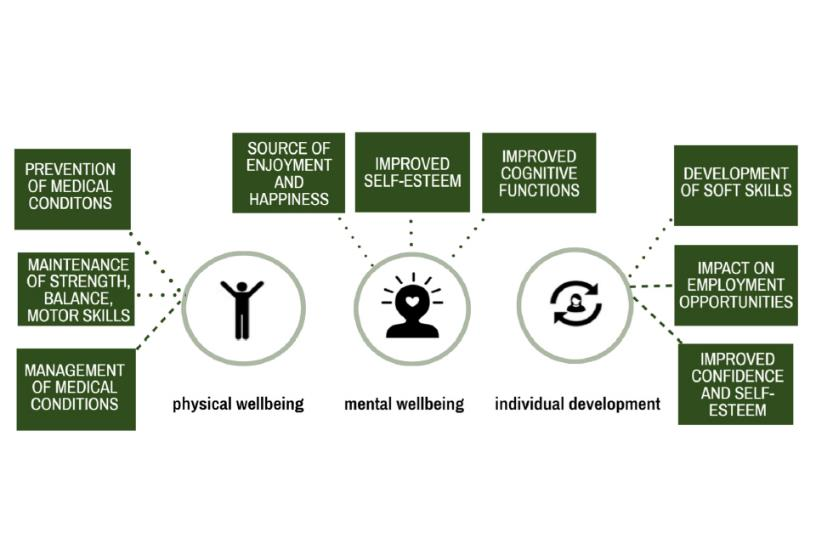 PREVENTION
OF MEDICAL
CONDITONS
MAINTENANCE
OF STRENGTH,
BALANCE,
MOTOR SKILLS
MANAGEMENT
OF MEDICAL
CONDITIONS
physical wellbeing
SOURCE OF
ENJOYMENT
AND
HAPPINESS
IMPROVED
SELF-ESTEEM
IMPROVED
COGNITIVE
FUNCTIONS
mental wellbeing
DEVELOPMENT
OF SOFT SKILLS
IMPACT ON
EMPLOYMENT
OPPORTUNITIES
IMPROVED
CONFIDENCE
AND SELF-
ESTEEM
individual development